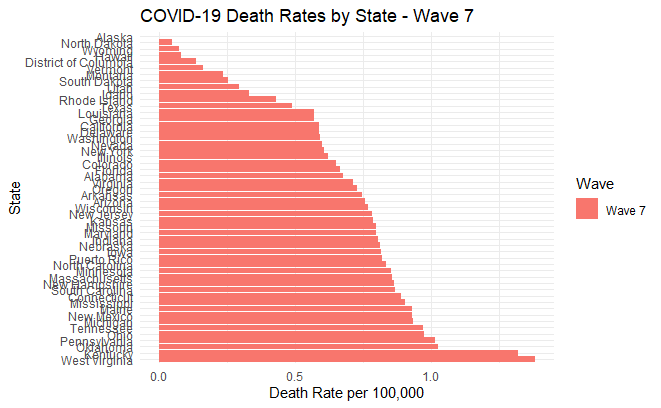 COVID-19 Death Rates by State - Wave 7
Alaska
North Dakota
Wyoming
Hawaii
District of Columbia
Vermont
Montana
South Dakota
Utah
Idaho
Rhode Island
Texas
Louisiana
Georgia
California
Delaware
Washington
Nevada
New York
Illinois
Colorado
Florida
Alabama
Virginia
Oregon
Arkansas
Arizona
Wisconsin
New Jersey
Kansas
Missouri
Maryland
Indiana
Nebraska
Iowa
Puerto Rico
North Carolina
Minnesota
Massachusetts
New Hampshire
South Carolina
Connecticut
Mississippi
Maine
New Mexico
Michigan
Tennessee
Ohio
Pennsylvania
Oklahoma
Kentucky
West Virginia
State
0.0
0.5
1.0
Death Rate per 100,000
Wave
Wave 7